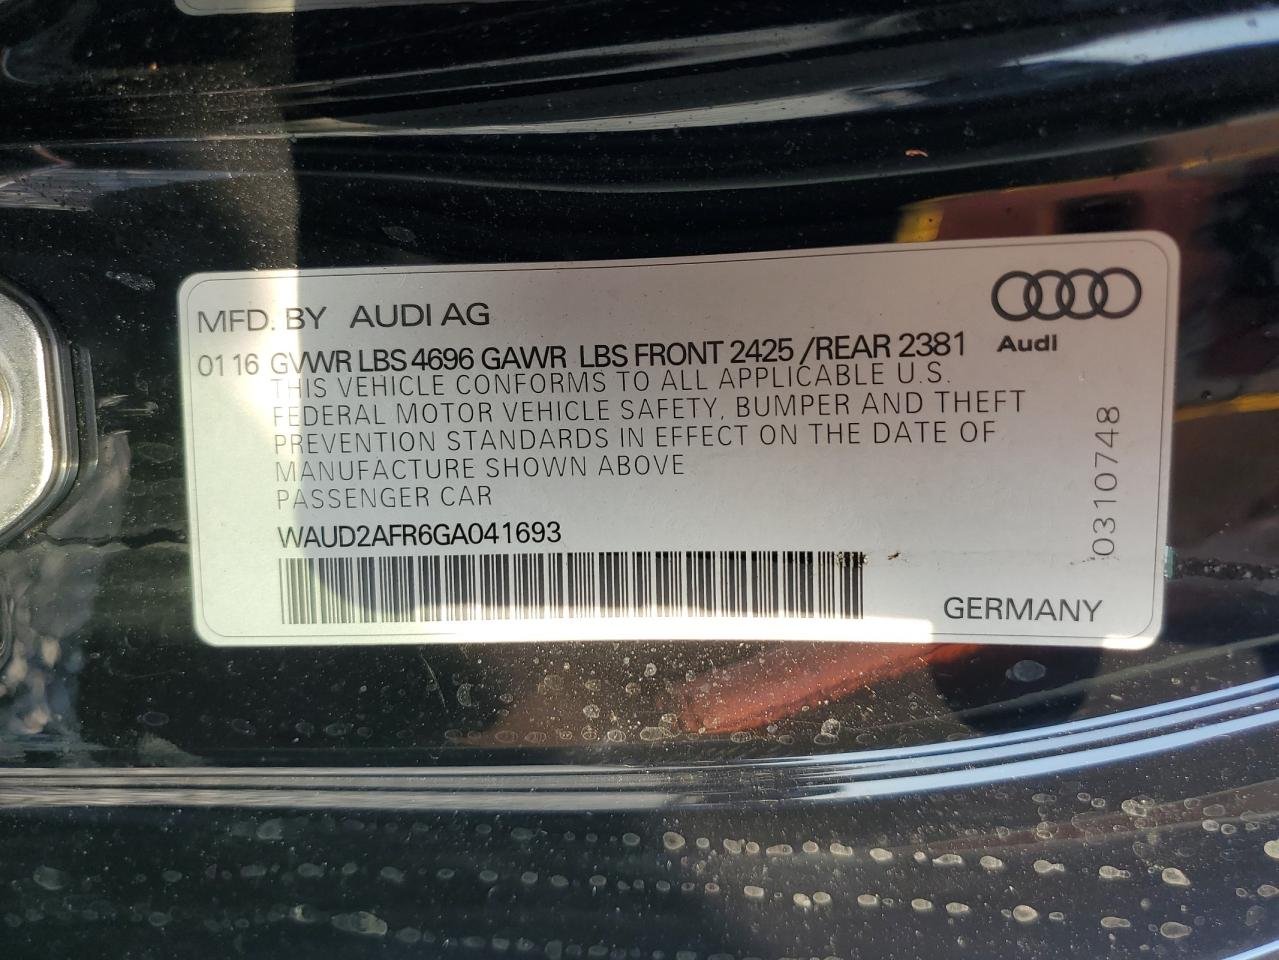 MFD. BY AUDI AG
Audi
01 16 GVWR LBS 4696 GAWR LBS FRONT 2425 /REAR 2381
THIS VEHICLE CONFORMS TO ALL APPLICABLE U.S.
FEDERAL MOTOR VEHICLE SAFETY, BUMPER AND THEFT
PREVENTION STANDARDS IN EFFECT ON THE DATE OF
MANUFACTURE SHOWN ABOVE
PASSENGER CAR
WAUD2AFR6GA041693
0310748
GERMANY